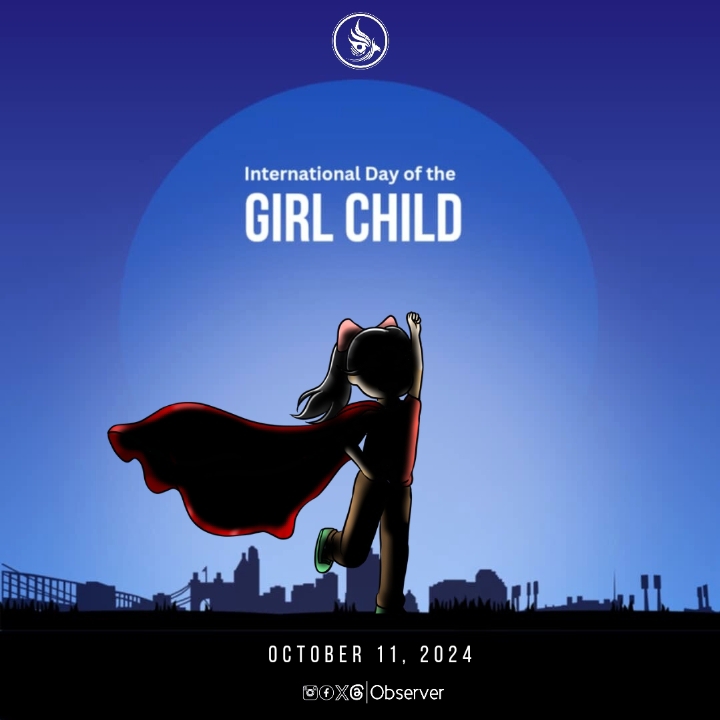 International Day of the
GIRL CHILD
OCTOBER 11, 2024
Observer